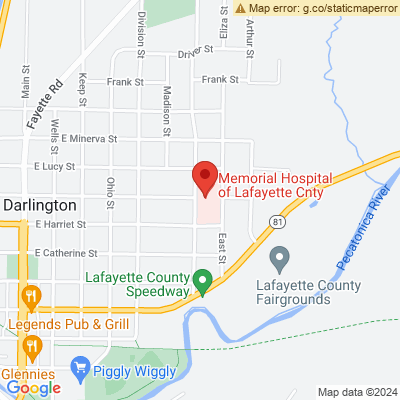 Map error: g.co/staticmaperror
Division St
Eliza St
Arthur St
Driver St
Frank St
Frank St
Main St
Fayette Rd
Keep St
Madison St
Wells St
E Minerva St
E Lucy St
Memorial Hospital
of Lafayette Cnty
Ohio St
Darlington
E Harriet St
81
Pecatonica River
East St
E Catherine St
Lafayette County
Speedway
Lafayette County
Fairgrounds
Legends Pub & Grill
Glennies
Piggly Wiggly
Google
Map data ©2024